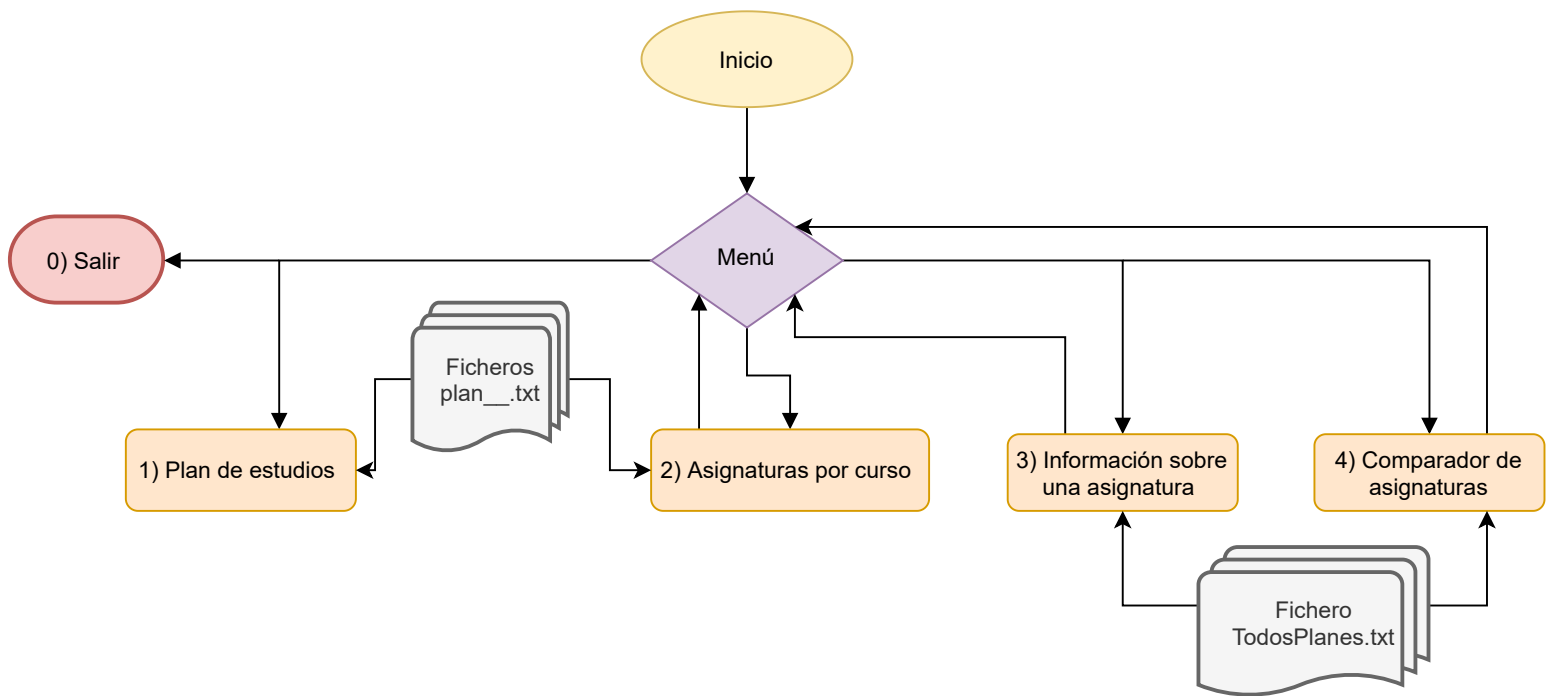 Inicio
Menú
0) Salir
Ficheros
plan__.txt
1) Plan de estudios
2) Asignaturas por curso
3) Información sobre
una asignatura
4) Comparador de
asignaturas
Fichero
TodosPlanes.txt